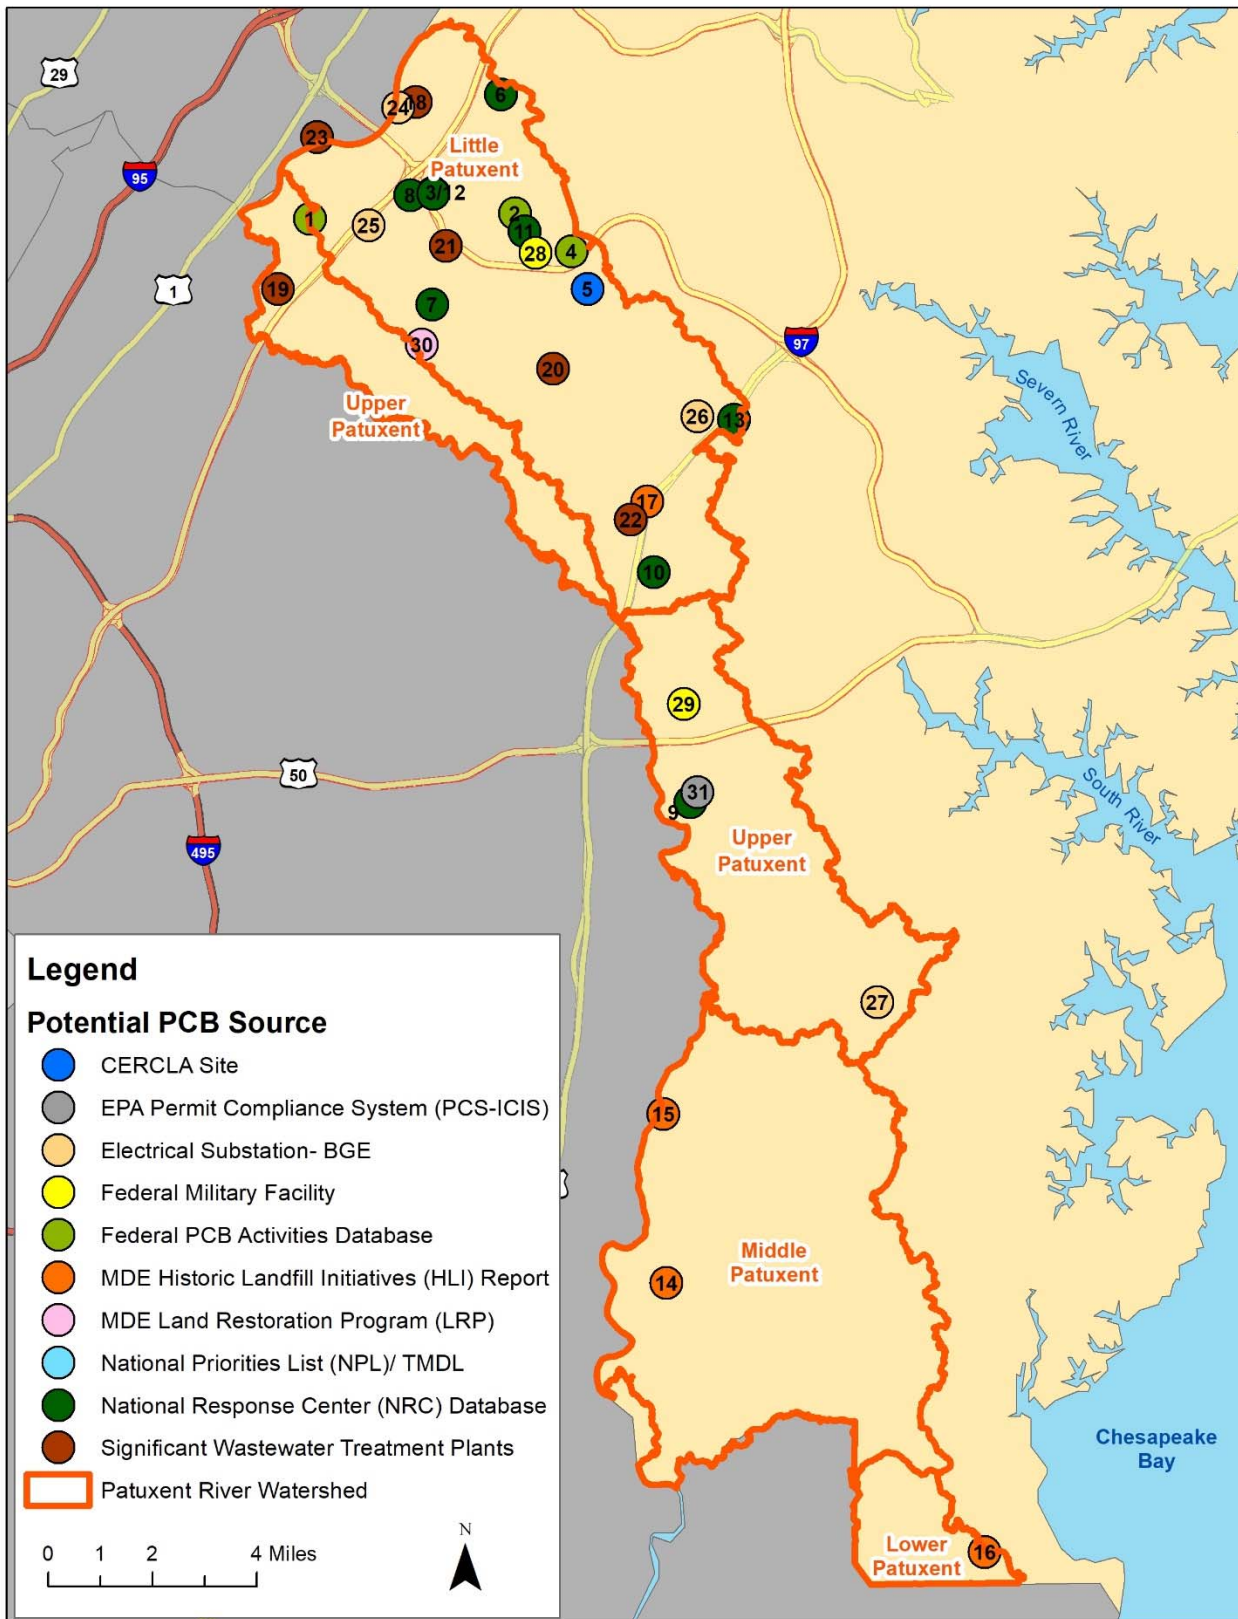 29
24
18
6
23
Little
Patuxent
95
8
3/12
2
1
25
11
21
28
4
1
19
5
7
30
97
20
Upper
Patuxent
26
13
Severn River
17
22
10
29
50
31
9
South River
Upper
Patuxent
495
27
15
Middle
Patuxent
14
Chesapeake
Bay
Lower
Patuxent
16
Legend
Potential PCB Source
CERCLA Site
EPA Permit Compliance System (PCS-ICIS)
Electrical Substation- BGE
Federal Military Facility
Federal PCB Activities Database
MDE Historic Landfill Initiatives (HLI) Report
MDE Land Restoration Program (LRP)
National Priorities List (NPL)/ TMDL
National Response Center (NRC) Database
Significant Wastewater Treatment Plants
Patuxent River Watershed
N
0 1 2 4 Miles